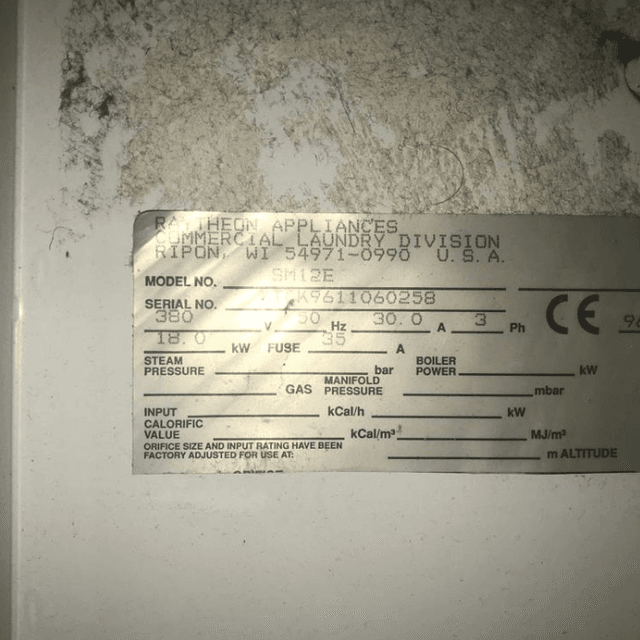 RAYTHEON APPLIANCES
COMMERCIAL LAUNDRY DIVISION
RIPON, WI 54971-0990 U.S.A.
MODEL NO. SM12E
SERIAL NO. K9611060258
380 V 50 Hz 30.0 A 3 Ph CE 96
18.0 kW FUSE 35 A
STEAM PRESSURE bar BOILER POWER kW
GAS MANIFOLD PRESSURE mbar
INPUT kCal/h kW
CALORIFIC VALUE kCal/m³ MJ/m³
ORIFICE SIZE AND INPUT RATING HAVE BEEN
FACTORY ADJUSTED FOR USE AT: m ALTITUDE